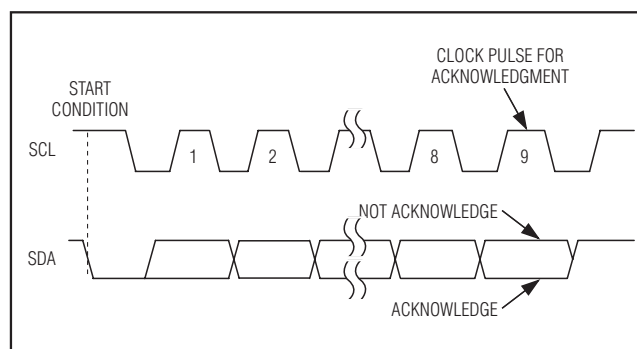 CLOCK PULSE FOR
ACKNOWLEDGMENT
START
CONDITION
SCL
1
2
8
9
NOT ACKNOWLEDGE
SDA
ACKNOWLEDGE